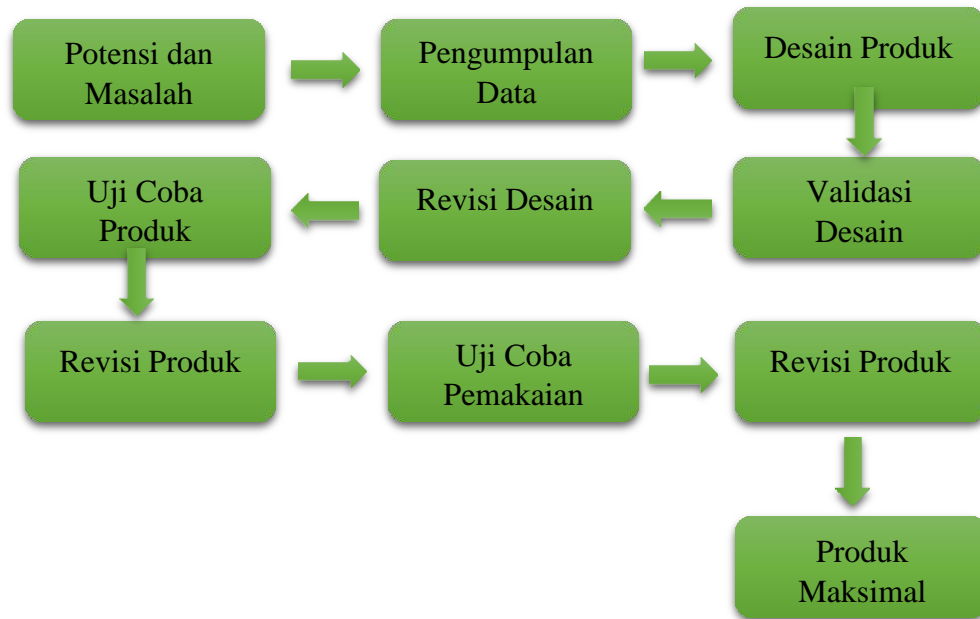 Potensi dan
Masalah
Pengumpulan
Data
Desain Produk
Validasi
Desain
Revisi Desain
Uji Coba
Produk
Revisi Produk
Uji Coba
Pemakaian
Revisi Produk
Produk
Maksimal